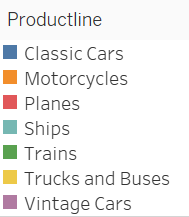 Productline
Classic Cars
Motorcycles
Planes
Ships
Trains
Trucks and Buses
Vintage Cars